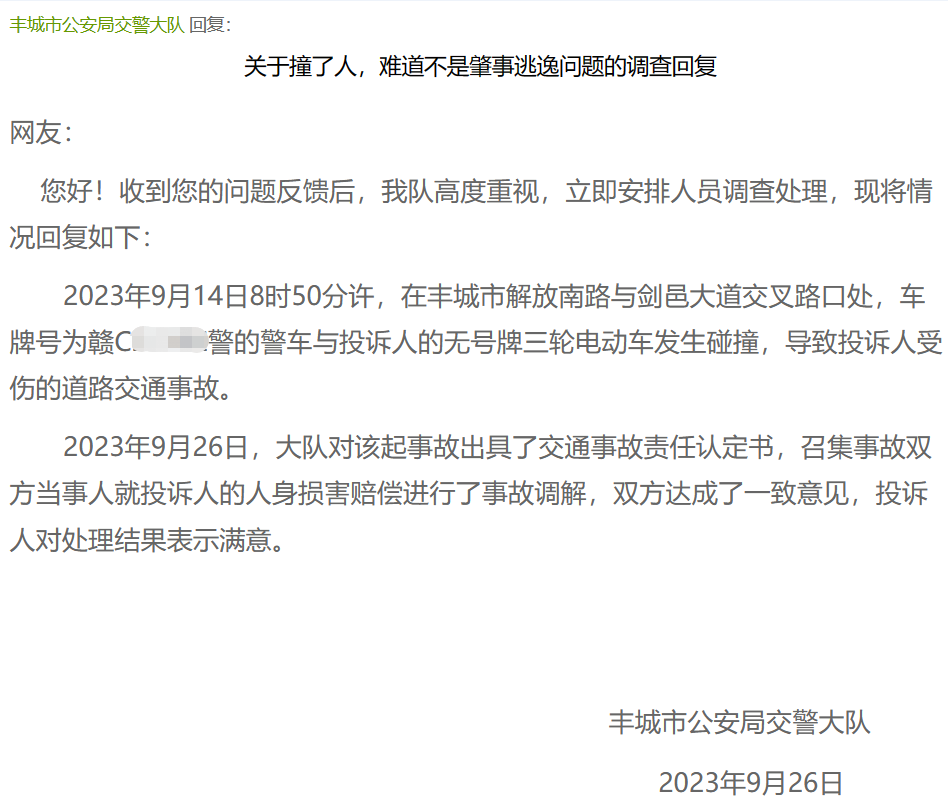 丰城市公安局交警大队 回复：
关于撞了人，难道不是肇事逃逸问题的调查回复
网友：
您好！收到您的问题反馈后，我队高度重视，立即安排人员调查处理，现将情
况回复如下：
2023年9月14日8时50分许，在丰城市解放南路与剑邑大道交叉路口处，车
牌号为赣C警的警车与投诉人的无号牌三轮电动车发生碰撞，导致投诉人受
伤的道路交通事故。
2023年9月26日，大队对该起事故出具了交通事故责任认定书，召集事故双
方当事人就投诉人的人身损害赔偿进行了事故调解，双方达成了一致意见，投诉
人对处理结果表示满意。
丰城市公安局交警大队
2023年9月26日